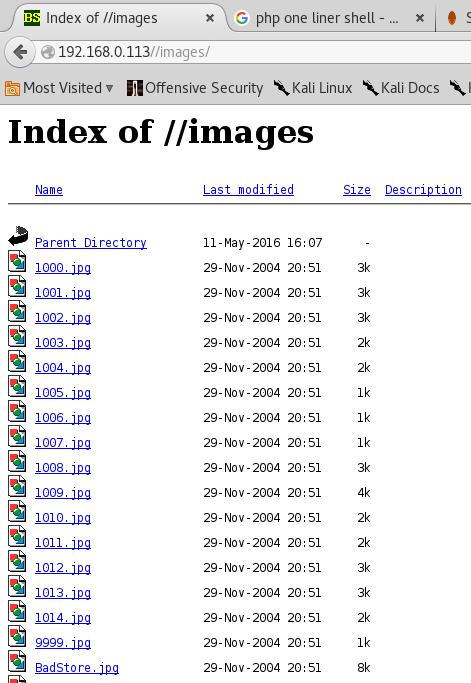 BS Index of //images × php one liner shell - ... ×
192.168.0.113//images/
Most Visited Offensive Security Kali Linux Kali Docs
Index of //images
Name Last modified Size Description
Parent Directory 11-May-2016 16:07 -
1000.jpg 29-Nov-2004 20:51 3k
1001.jpg 29-Nov-2004 20:51 3k
1002.jpg 29-Nov-2004 20:51 3k
1003.jpg 29-Nov-2004 20:51 2k
1004.jpg 29-Nov-2004 20:51 2k
1005.jpg 29-Nov-2004 20:51 1k
1006.jpg 29-Nov-2004 20:51 1k
1007.jpg 29-Nov-2004 20:51 1k
1008.jpg 29-Nov-2004 20:51 3k
1009.jpg 29-Nov-2004 20:51 4k
1010.jpg 29-Nov-2004 20:51 2k
1011.jpg 29-Nov-2004 20:51 2k
1012.jpg 29-Nov-2004 20:51 3k
1013.jpg 29-Nov-2004 20:51 3k
1014.jpg 29-Nov-2004 20:51 2k
9999.jpg 29-Nov-2004 20:51 1k
BadStore.jpg 29-Nov-2004 20:51 8k